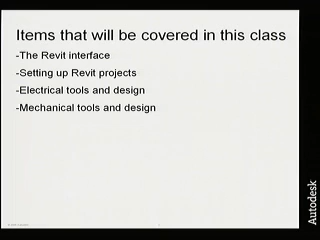 Items that will be covered in this class
-The Revit interface
-Setting up Revit projects
-Electrical tools and design
-Mechanical tools and design
Autodesk